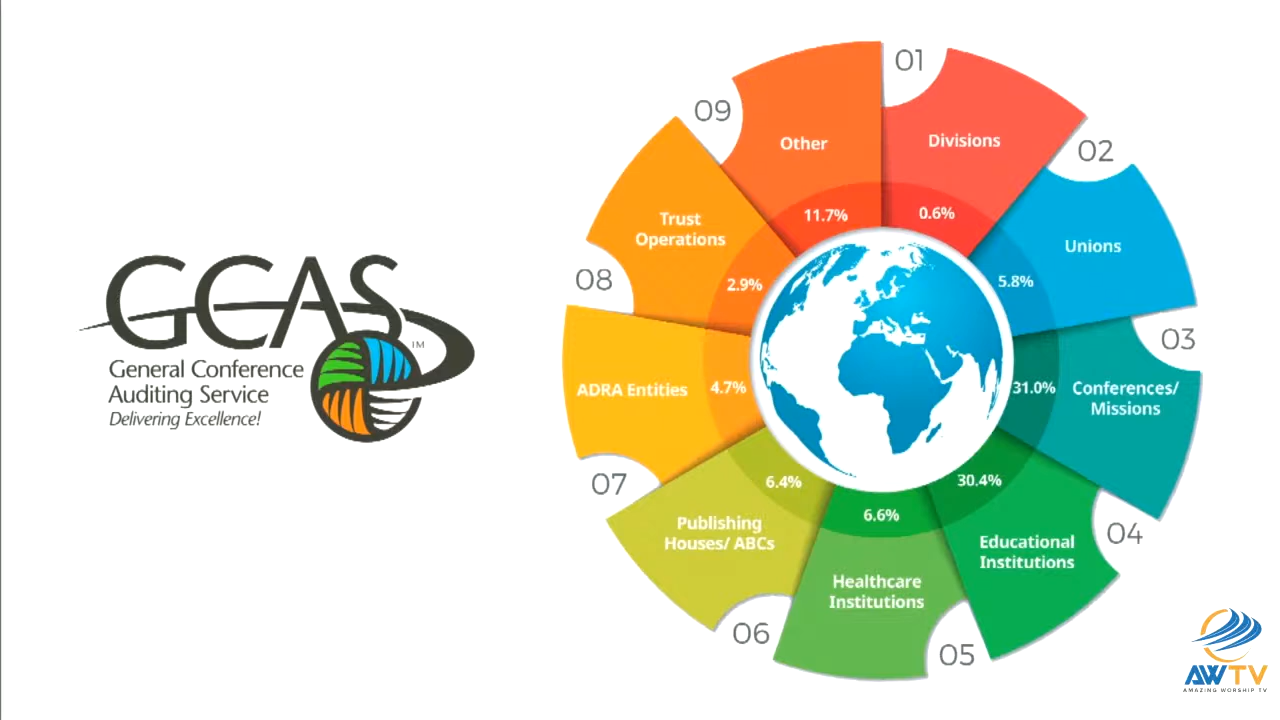 GCAS
TM
General Conference
Auditing Service
Delivering Excellence!
01
Divisions
0.6%
02
Unions
5.8%
03
Conferences/
Missions
31.0%
04
Educational
Institutions
30.4%
05
Healthcare
Institutions
6.6%
06
Publishing
Houses/ ABCs
6.4%
07
ADRA Entities
4.7%
08
Trust
Operations
2.9%
09
Other
11.7%
AWTV
AMAZING WORSHIP TV